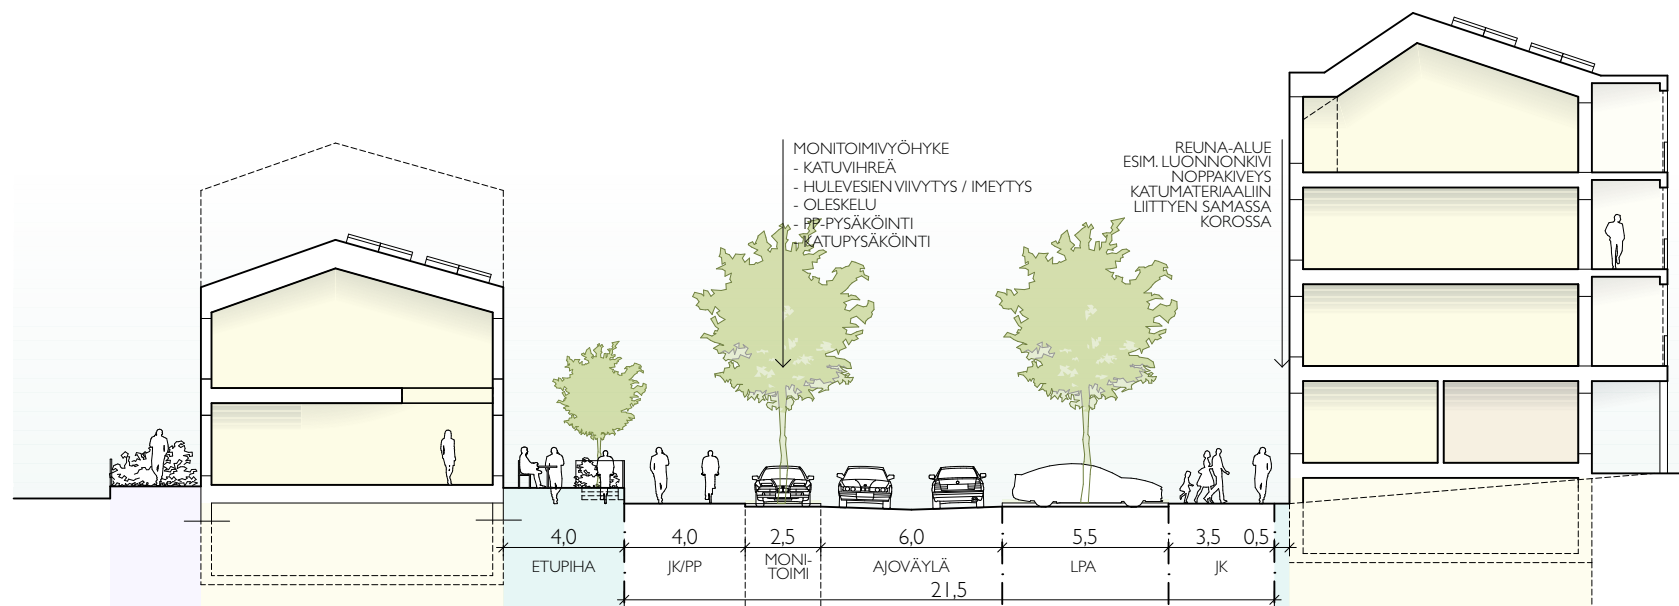 MONITOIMIVYÖHYKE
- KATUVIHREÄ
- HULEVESIEN VIIVYTYS / IMEYTYS
- OLESKELU
- PP-PYSÄKÖINTI
- KATUPYSÄKÖINTI
REUNA-ALUE
ESIM. LUONNONKIVI
NOPPAKIVEYS
KATUMATERIAALIIN
LIITTYEN SAMASSA
KOROSSA
4,0 4,0 2,5 6,0 5,5 3,5 0,5
ETUPIHA JK/PP MONI- AJOVÄYLÄ LPA JK
TOIMI
21,5